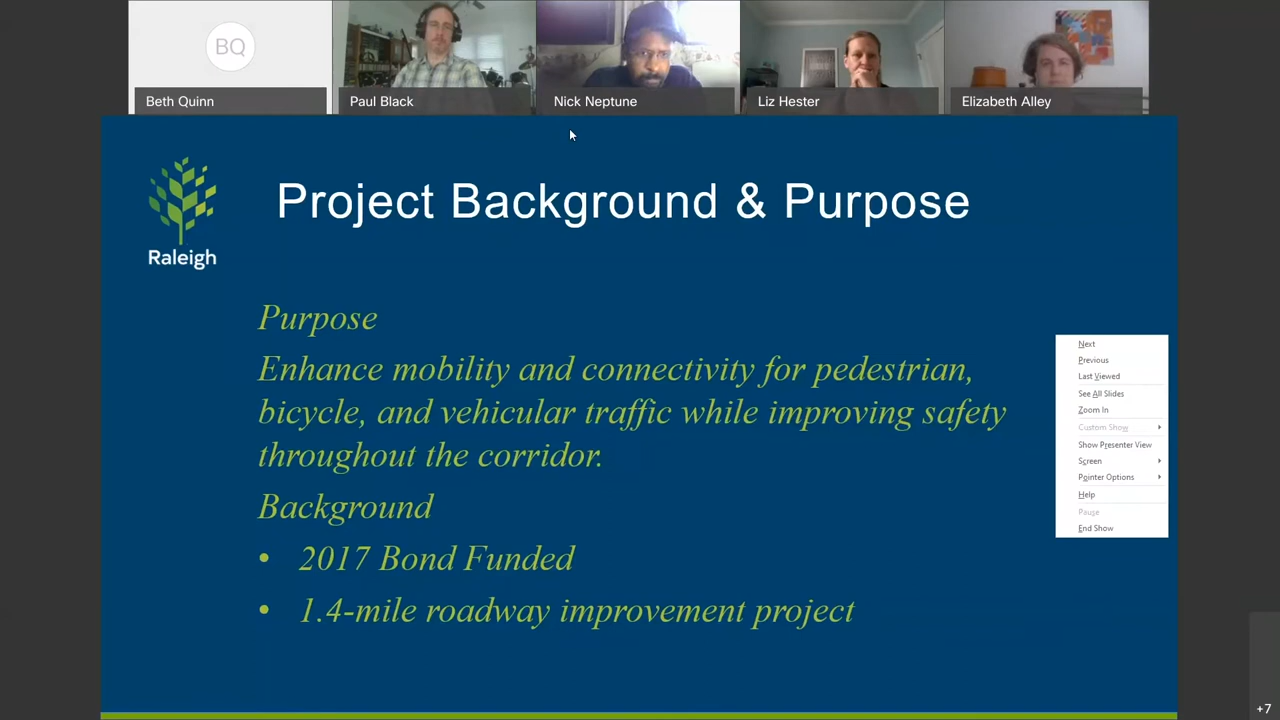 BQ
Beth Quinn
Paul Black
Nick Neptune
Liz Hester
Elizabeth Alley
Raleigh
Project Background & Purpose
Purpose
Enhance mobility and connectivity for pedestrian,
bicycle, and vehicular traffic while improving safety
throughout the corridor.
Background
• 2017 Bond Funded
• 1.4-mile roadway improvement project
Next
Previous
Last Viewed
See All Slides
Zoom In
Custom Show
Show Presenter View
Screen
Pointer Options
Help
Pause
End Show
+7